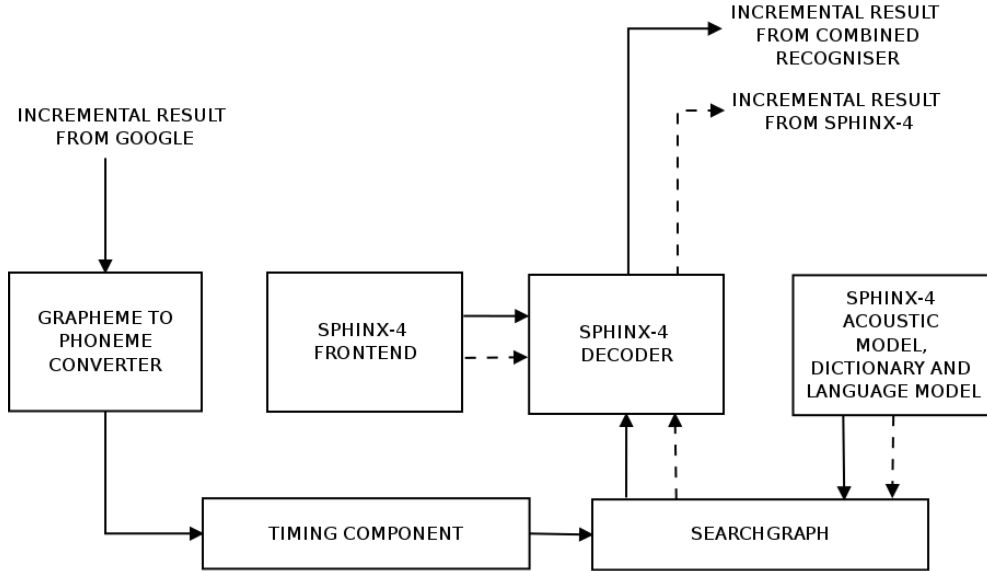 INCREMENTAL RESULT
FROM COMBINED
RECOGNISER
INCREMENTAL RESULT
FROM SPHINX-4
INCREMENTAL RESULT
FROM GOOGLE
GRAPHEME TO
PHONEME
CONVERTER
SPHINX-4
FRONTEND
SPHINX-4
DECODER
SPHINX-4
ACOUSTIC
MODEL,
DICTIONARY AND
LANGUAGE MODEL
TIMING COMPONENT
SEARCHGRAPH